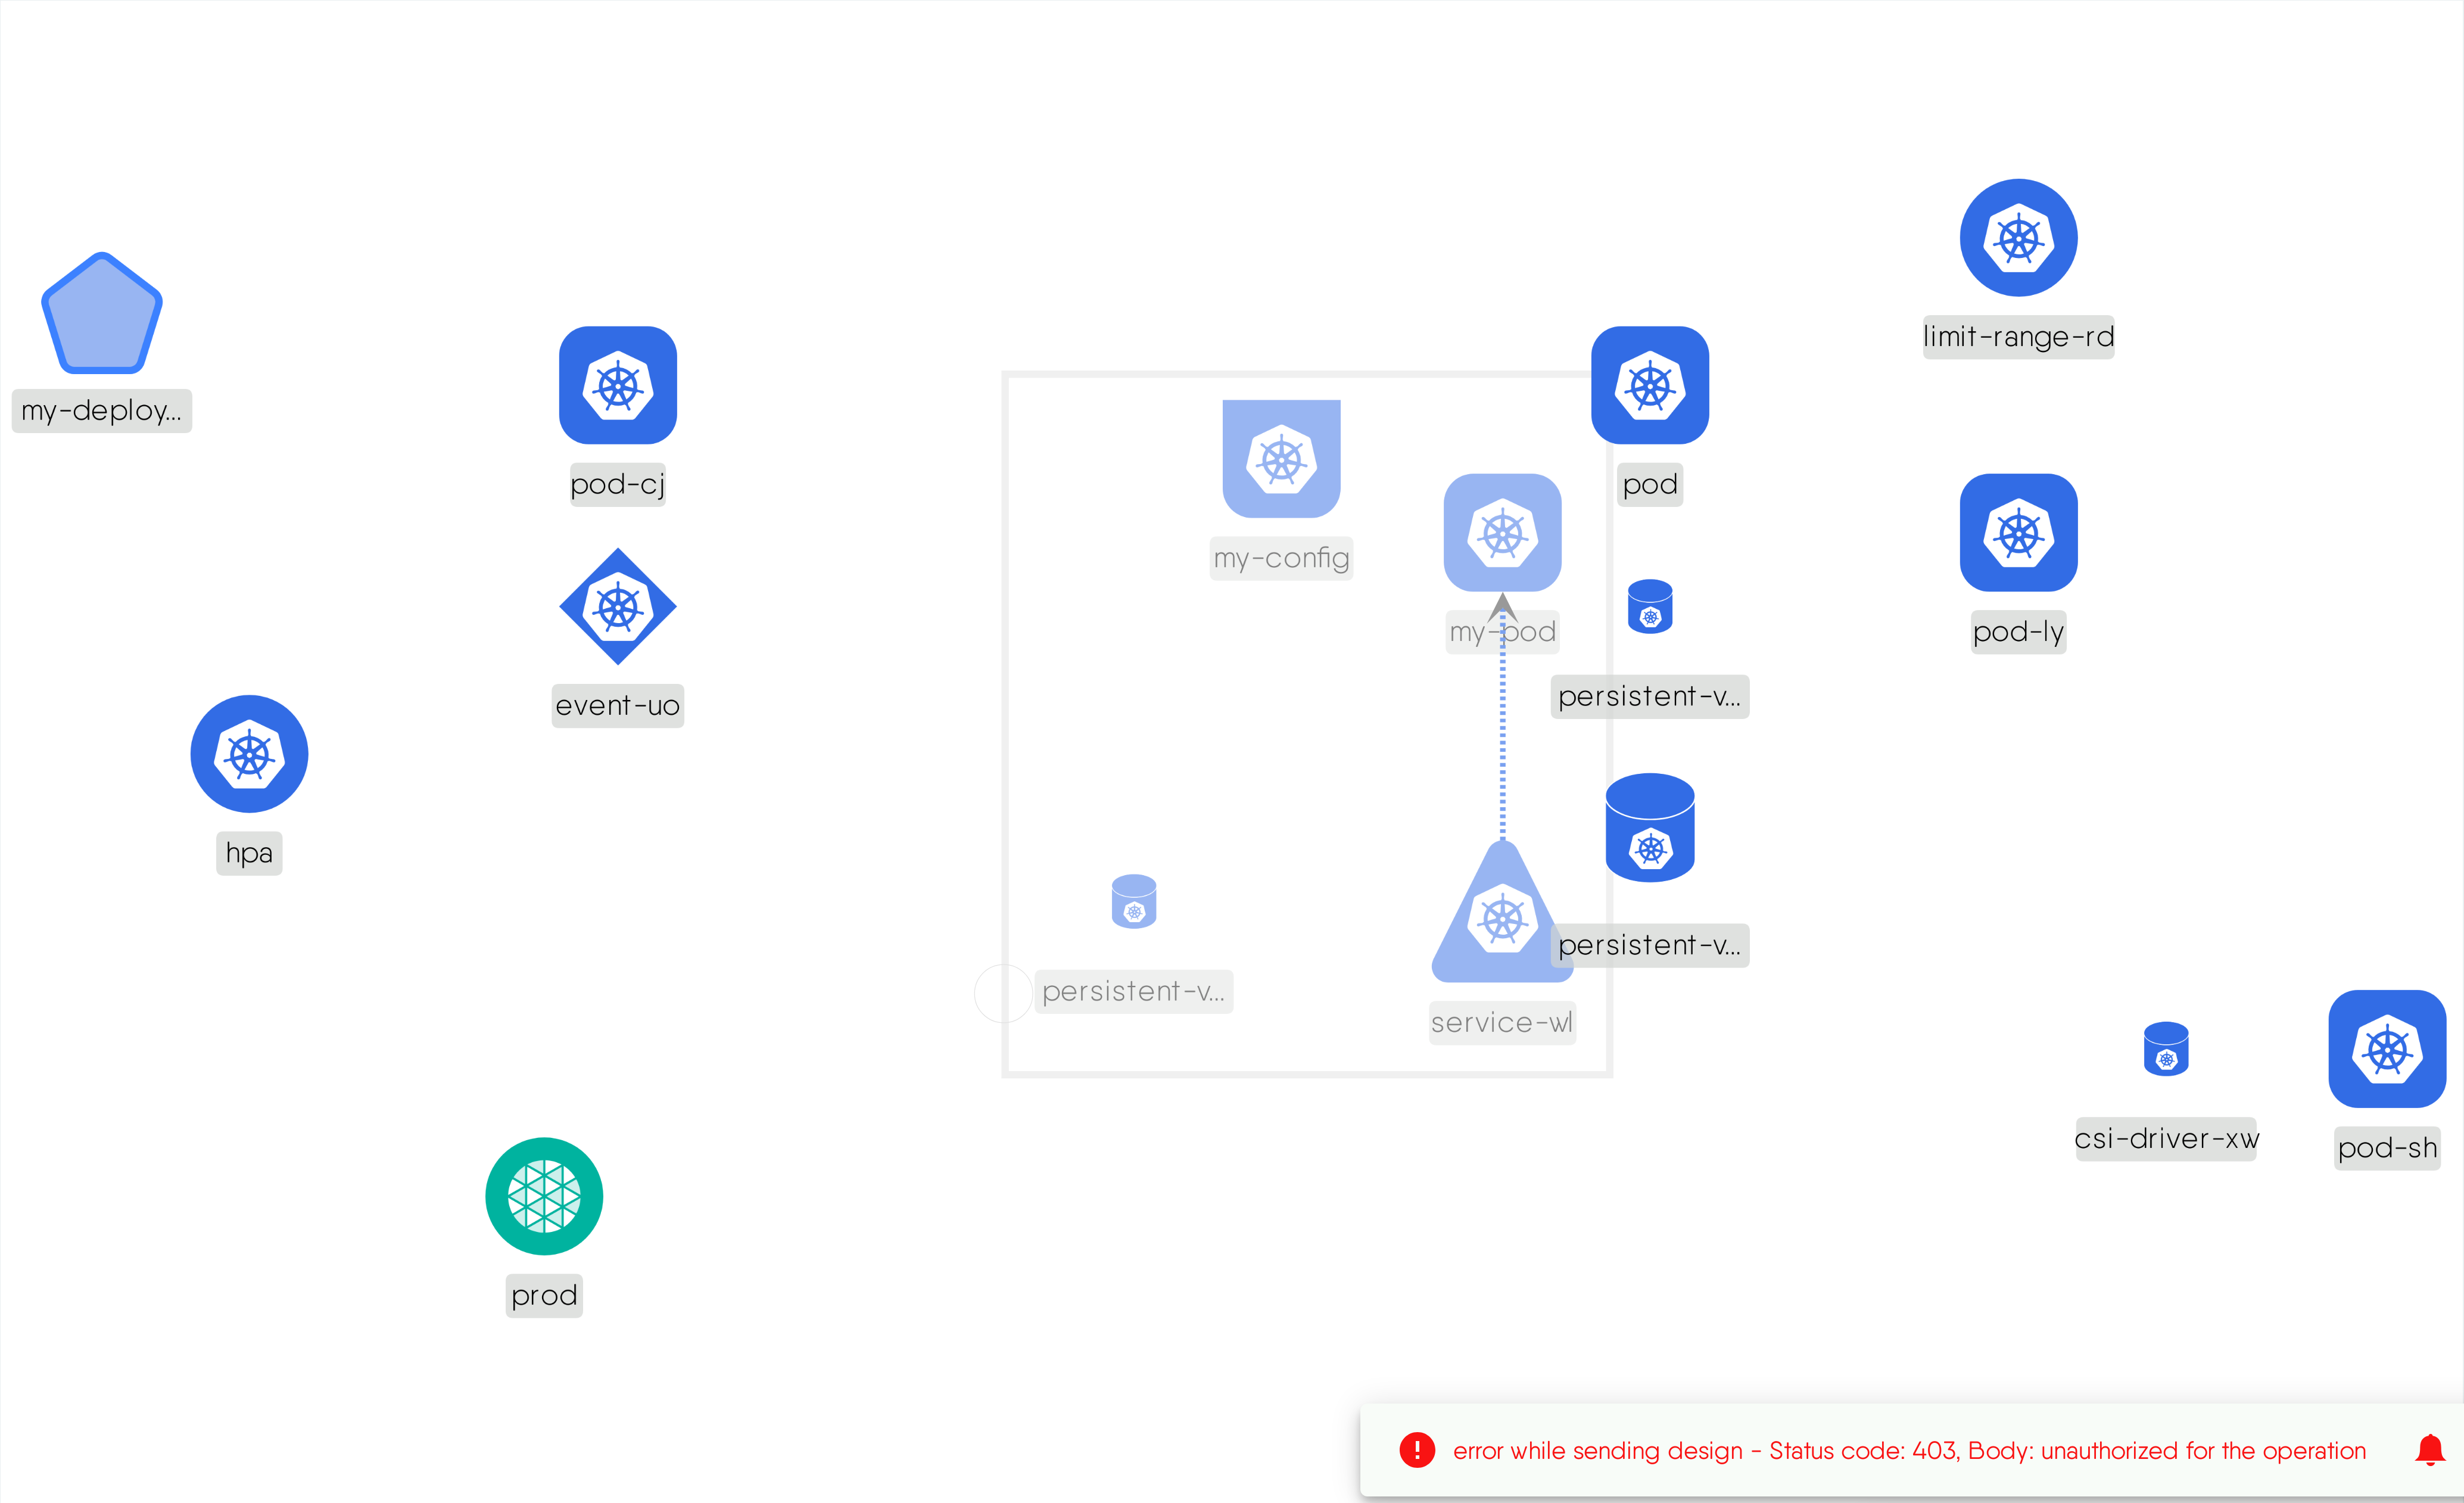 limit-range-rd
my-deploy...
pod-cj
pod
my-config
my-pod
pod-ly
persistent-v...
event-uo
hpa
persistent-v...
persistent-v...
service-wl
csi-driver-xw
pod-sh
prod
error while sending design - Status code: 403, Body: unauthorized for the operation